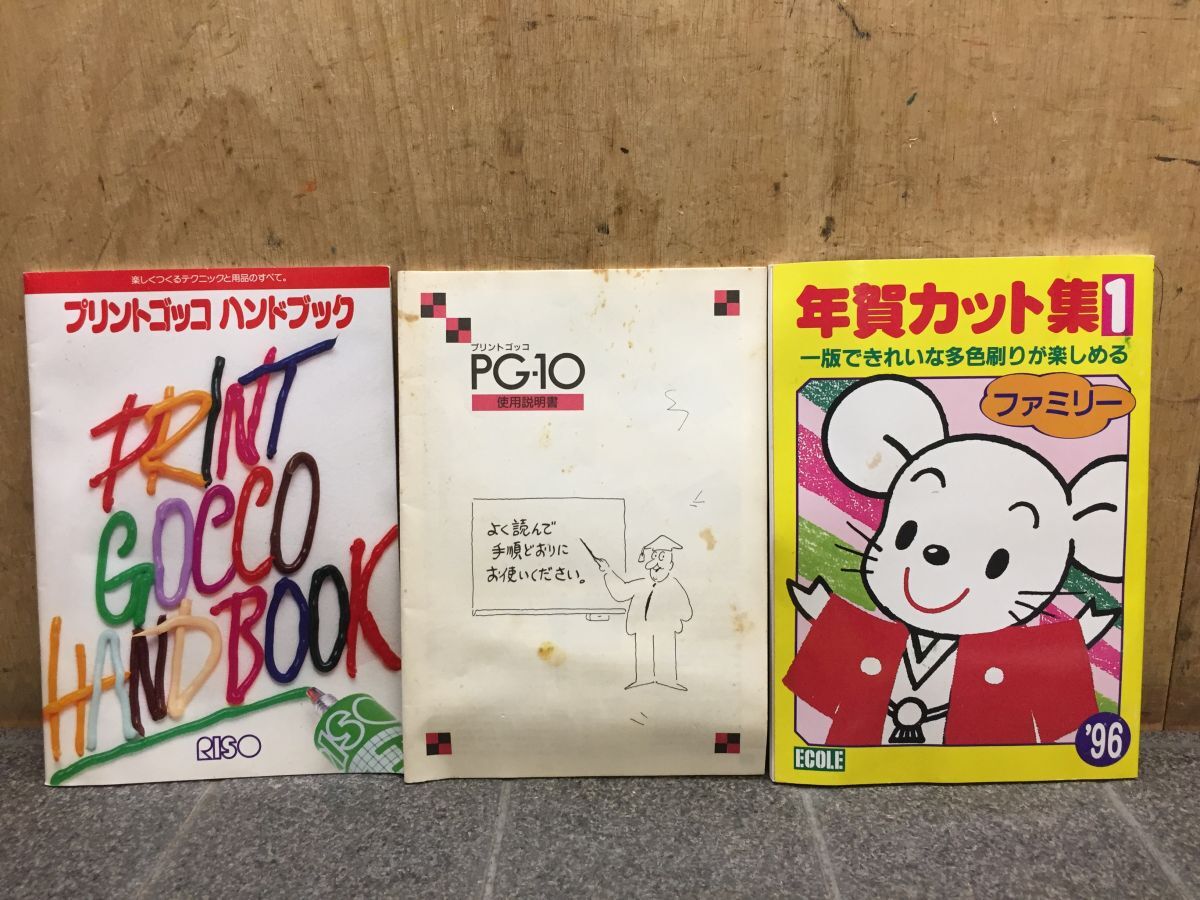 楽しくつくるテクニックと用品のすべて。
プリントゴッコ ハンドブック
PRINT
GOCCO
HANDBOOK
RISO
プリントゴッコ
PG-10
使用説明書
よく読んで
手順どおりに
お使いください。
年賀カット集1
一版できれいな多色刷りが楽しめる
ファミリー
ECOLE
'96